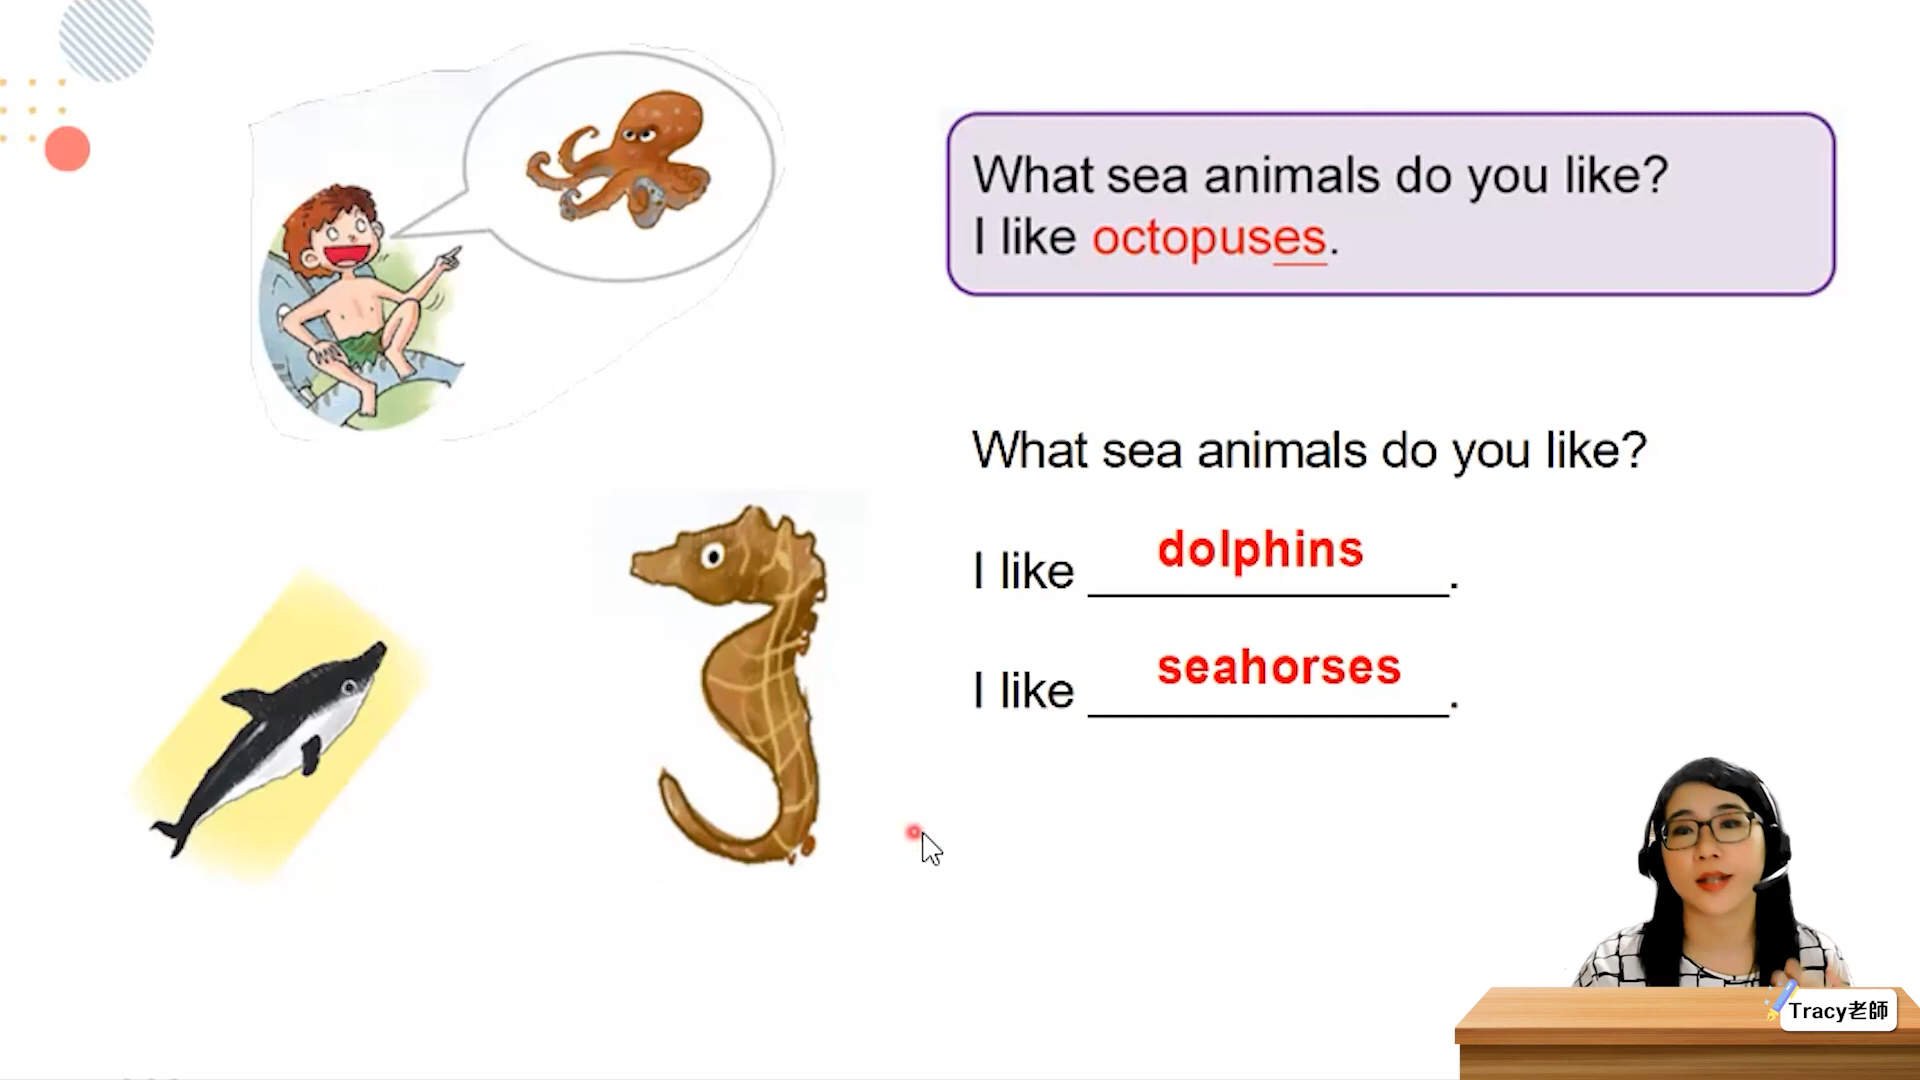 What sea animals do you like?
I like octopuses.
What sea animals do you like?
I like dolphins.
I like seahorses.
Tracy老師